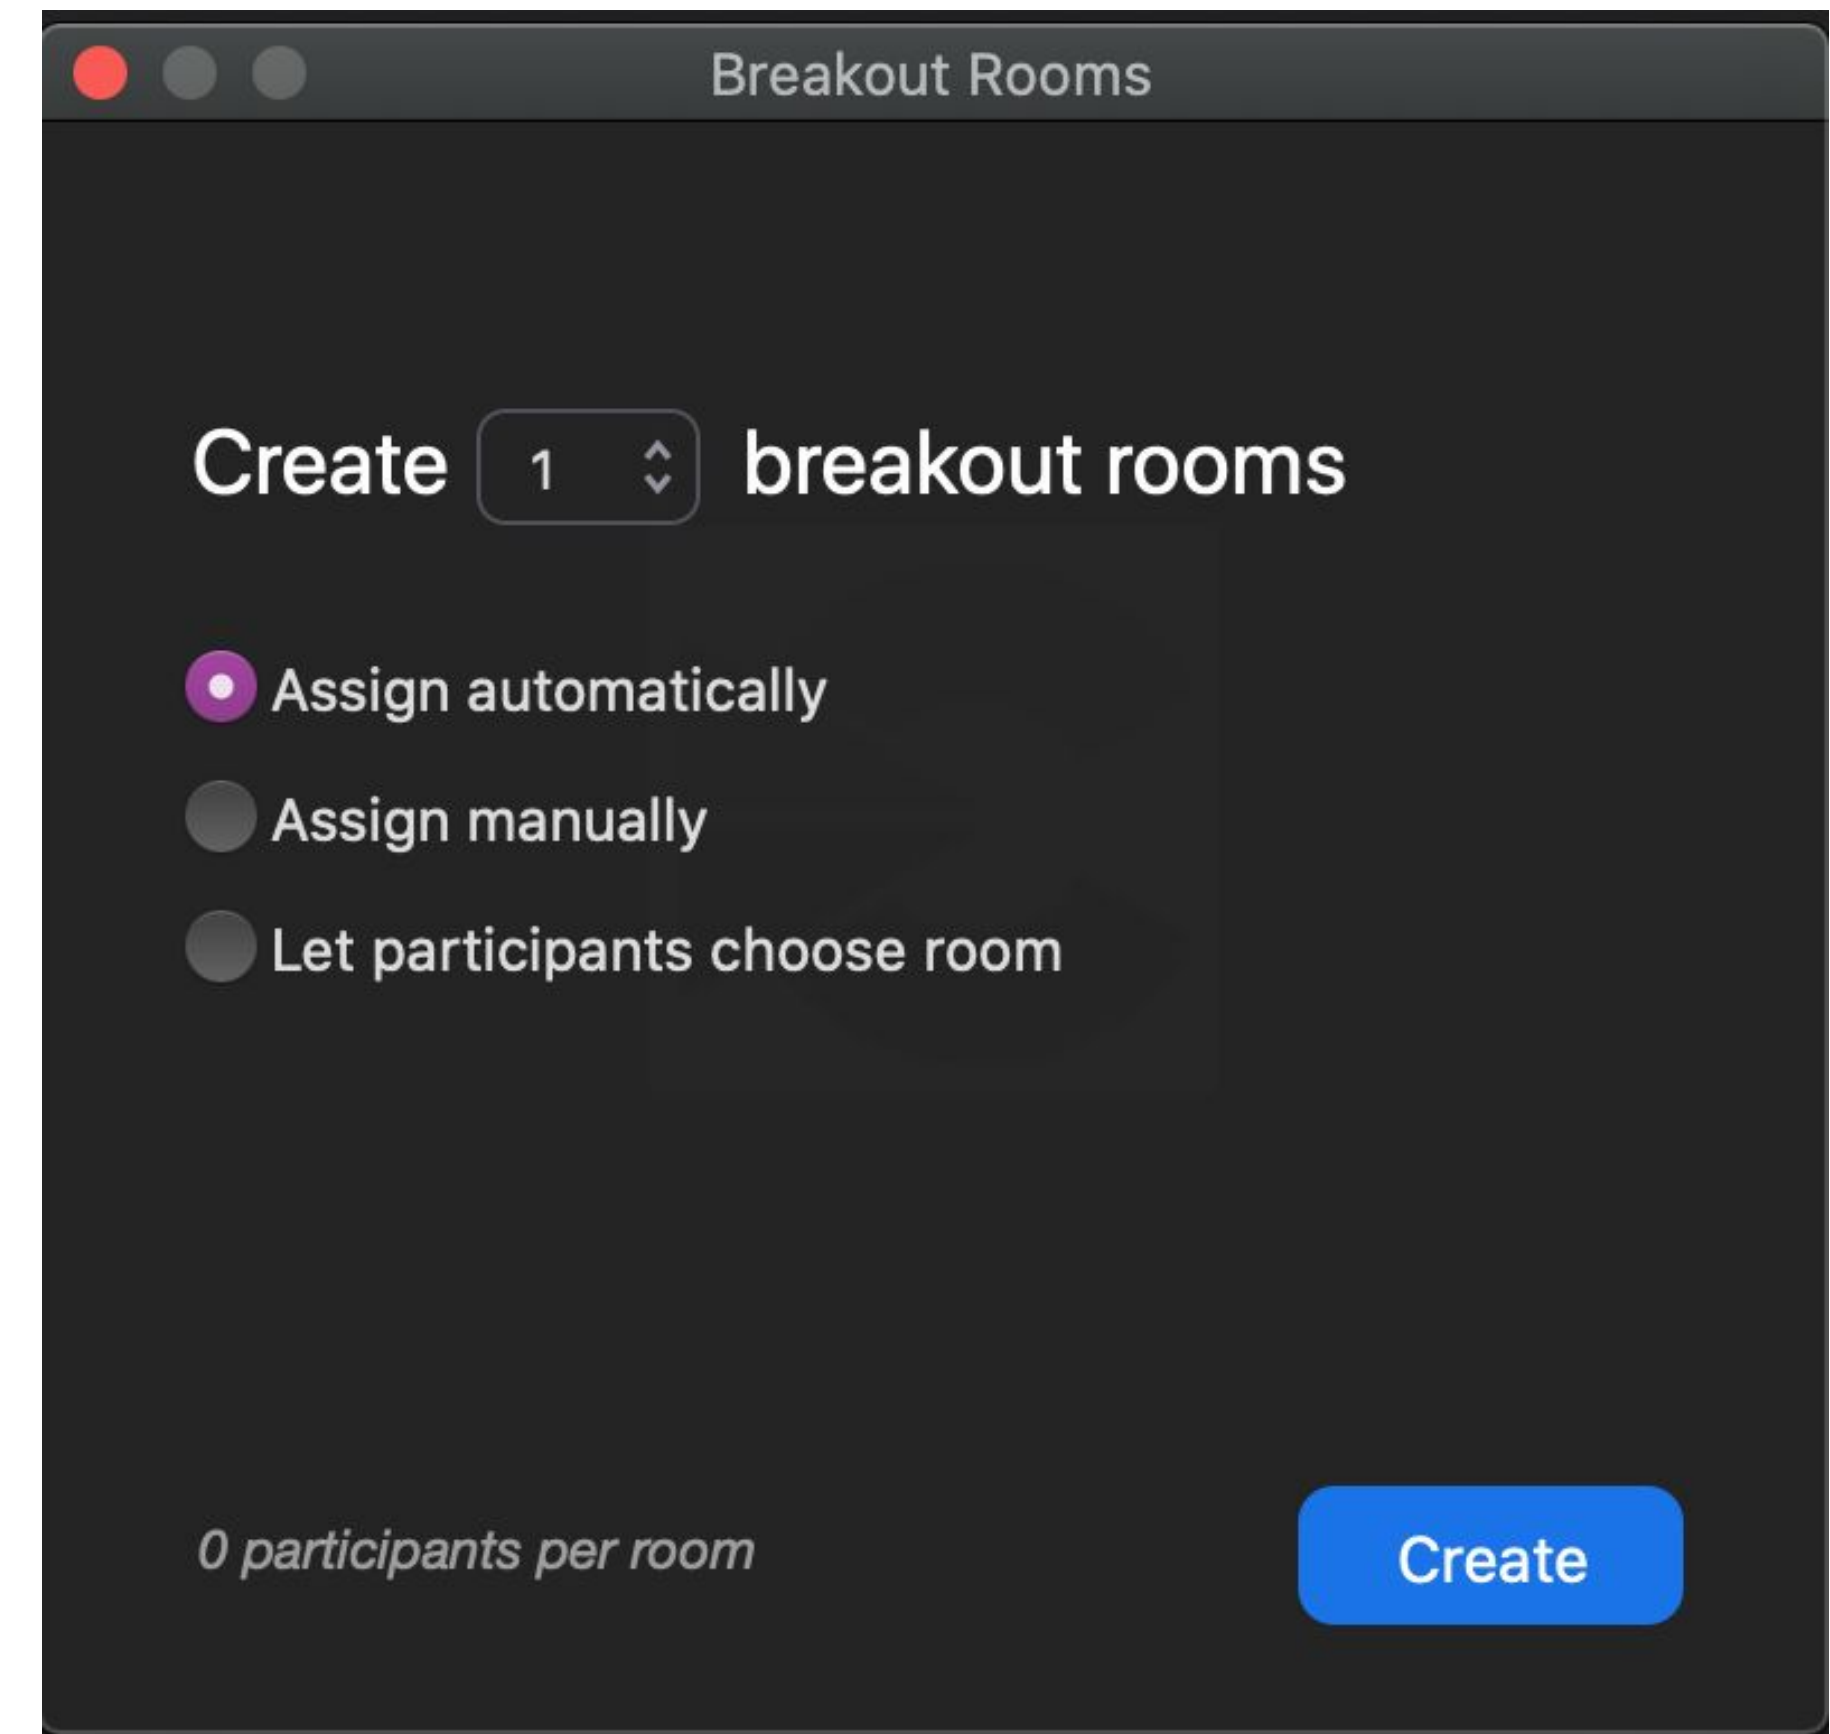 Breakout Rooms
Create 1 breakout rooms
Assign automatically
Assign manually
Let participants choose room
0 participants per room
Create